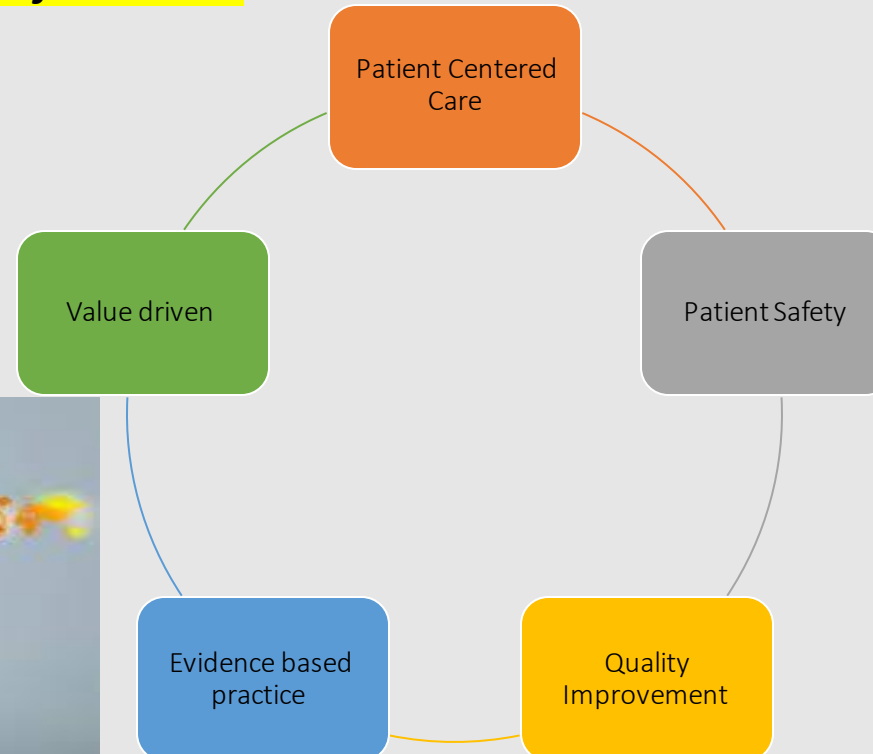 Patient Centered
Care
Value driven
Patient Safety
Evidence based
practice
Quality
Improvement